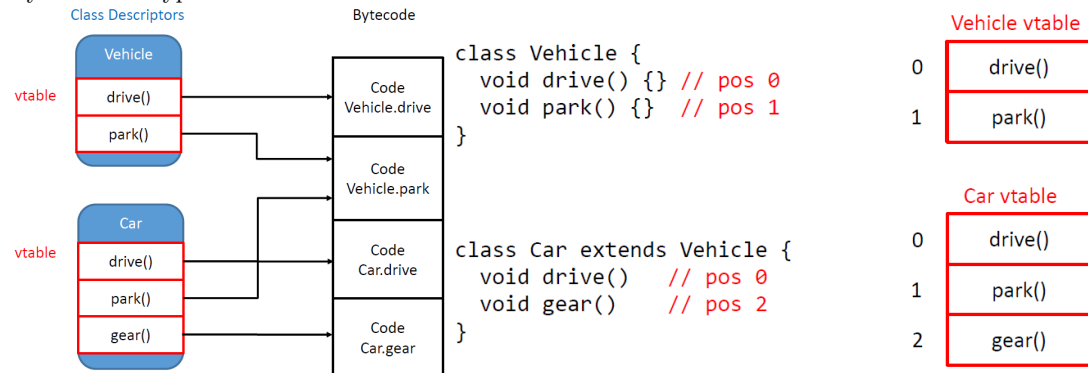 Class Descriptors
Vehicle
vtable
drive()
park()
Car
vtable
drive()
park()
gear()
Bytecode
Code
Vehicle.drive
Code
Vehicle.park
Code
Car.drive
Code
Car.gear
class Vehicle {
void drive() {} // pos 0
void park() {} // pos 1
}
class Car extends Vehicle {
void drive() // pos 0
void gear() // pos 2
}
Vehicle vtable
0 drive()
1 park()
Car vtable
0 drive()
1 park()
2 gear()